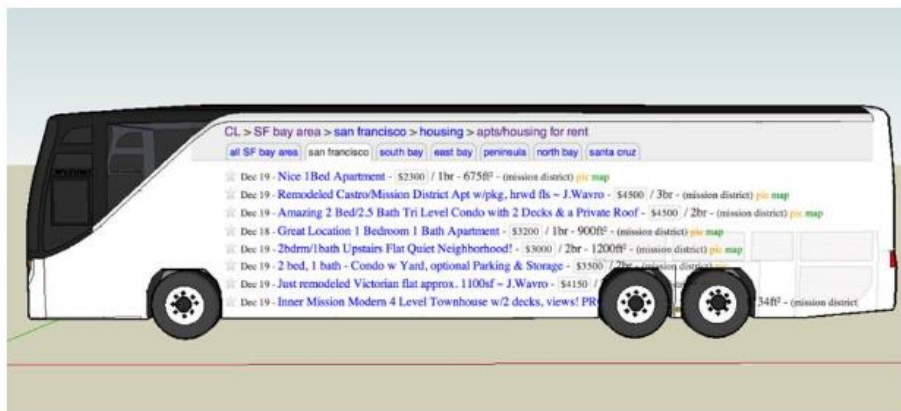 CL > SF bay area > san francisco > housing > apts/housing for rent
all SF bay area san francisco south bay east bay peninsula north bay santa cruz
Dec 19 - Nice 1Bed Apartment - $2300 / 1br - 675ft² - (mission district) pic map
Dec 19 - Remodeled Castro/Mission District Apt w/pkg, hrwd fls ~ J.Wavro - $4500 / 3br - (mission district) pic map
Dec 19 - Amazing 2 Bed/2.5 Bath Tri Level Condo with 2 Decks & a Private Roof - $4500 / 2br - (mission district) pic map
Dec 18 - Great Location 1 Bedroom 1 Bath Apartment - $3200 / 1br - 900ft² - (mission district) pic map
Dec 19 - 2bdrm/1bath Upstairs Flat Quiet Neighborhood! - $3000 / 2br - 1200ft² - (mission district) pic map
Dec 19 - 2 bed, 1 bath - Condo w Yard, optional Parking & Storage - $3500 / 2br - (mission district) pic
Dec 19 - Just remodeled Victorian flat approx. 1100sf ~ J.Wavro - $4150 /
Dec 19 - Inner Mission Modern 4 Level Townhouse w/2 decks, views! 34ft² - (mission district